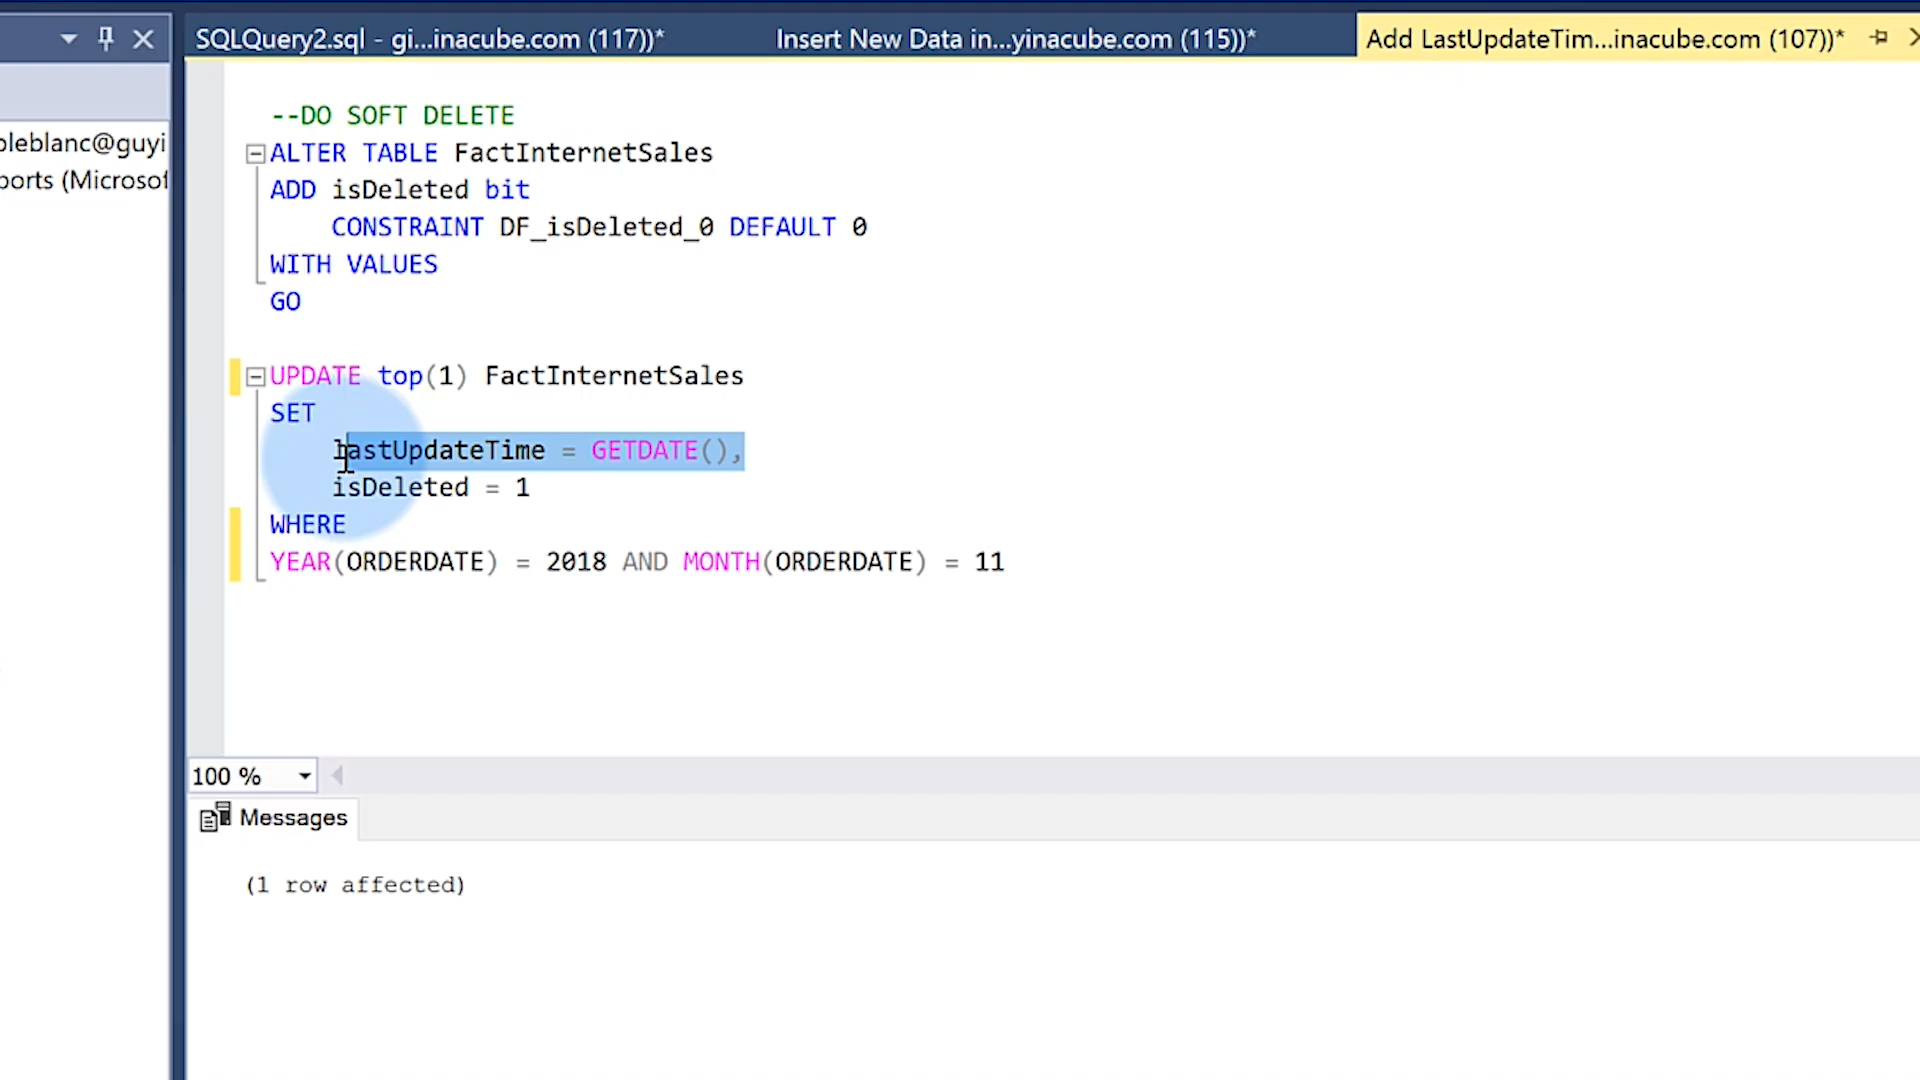 SQLQuery2.sql - gi...inacube.com (117))*
Insert New Data in...yinacube.com (115))*
Add LastUpdateTim...inacube.com (107))*
bleblanc@guyi
ports (Microsof
--DO SOFT DELETE
ALTER TABLE FactInternetSales
ADD isDeleted bit
CONSTRAINT DF_isDeleted_0 DEFAULT 0
WITH VALUES
GO
UPDATE top(1) FactInternetSales
SET
lastUpdateTime = GETDATE(),
isDeleted = 1
WHERE
YEAR(ORDERDATE) = 2018 AND MONTH(ORDERDATE) = 11
100 %
Messages
(1 row affected)